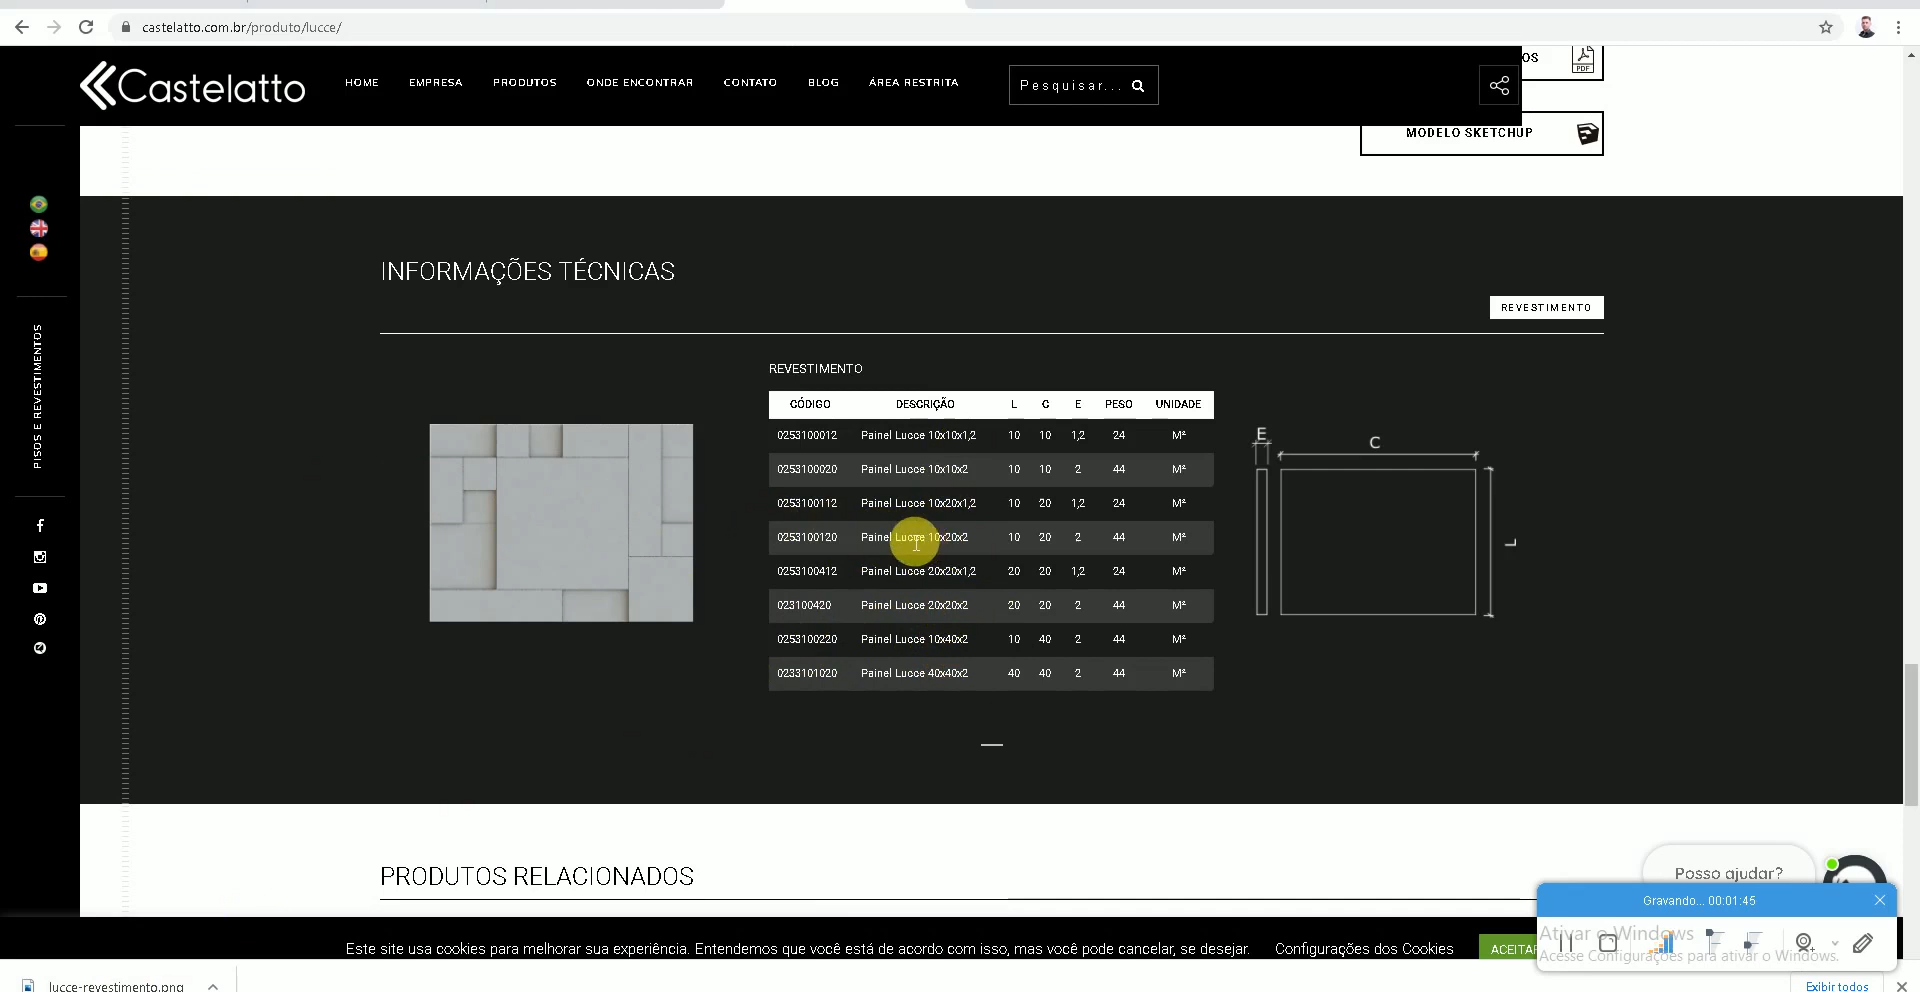 castelatto.com.br/produto/lucce/
Castelatto
HOME EMPRESA PRODUTOS ONDE ENCONTRAR CONTATO BLOG ÁREA RESTRITA
Pesquisar...
OS
PDF
MODELO SKETCHUP
PISOS E REVESTIMENTOS
INFORMAÇÕES TÉCNICAS
REVESTIMENTO
REVESTIMENTO
CÓDIGO DESCRIÇÃO L C E PESO UNIDADE
0253100012 Painel Lucce 10x10x1,2 10 10 1,2 24 M²
0253100020 Painel Lucce 10x10x2 10 10 2 44 M²
0253100112 Painel Lucce 10x20x1,2 10 20 1,2 24 M²
0253100120 Painel Lucce 10x20x2 10 20 2 44 M²
0253100412 Painel Lucce 20x20x1,2 20 20 1,2 24 M²
023100420 Painel Lucce 20x20x2 20 20 2 44 M²
0253100220 Painel Lucce 10x40x2 10 40 2 44 M²
0233101020 Painel Lucce 40x40x2 40 40 2 44 M²
E
C
L
PRODUTOS RELACIONADOS
Posso ajudar?
Gravando... 00:01:45
Ativar o Windows
Acesse Configurações para ativar o Windows.
Este site usa cookies para melhorar sua experiência. Entendemos que você está de acordo com isso, mas você pode cancelar, se desejar. Configurações dos Cookies ACEITAR
lucce-revestimento.png
Exibir todos